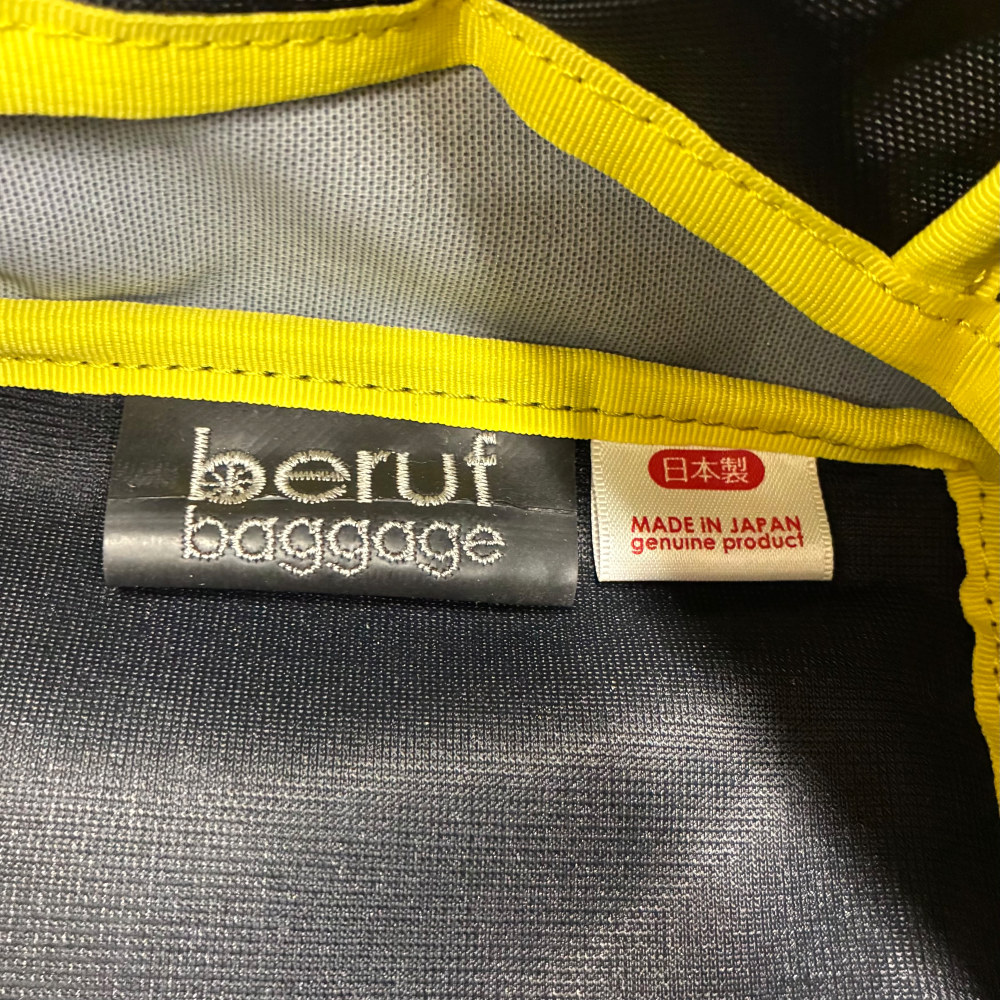 beruf
baggage
日本製
MADE iN JAPAN
genuine product